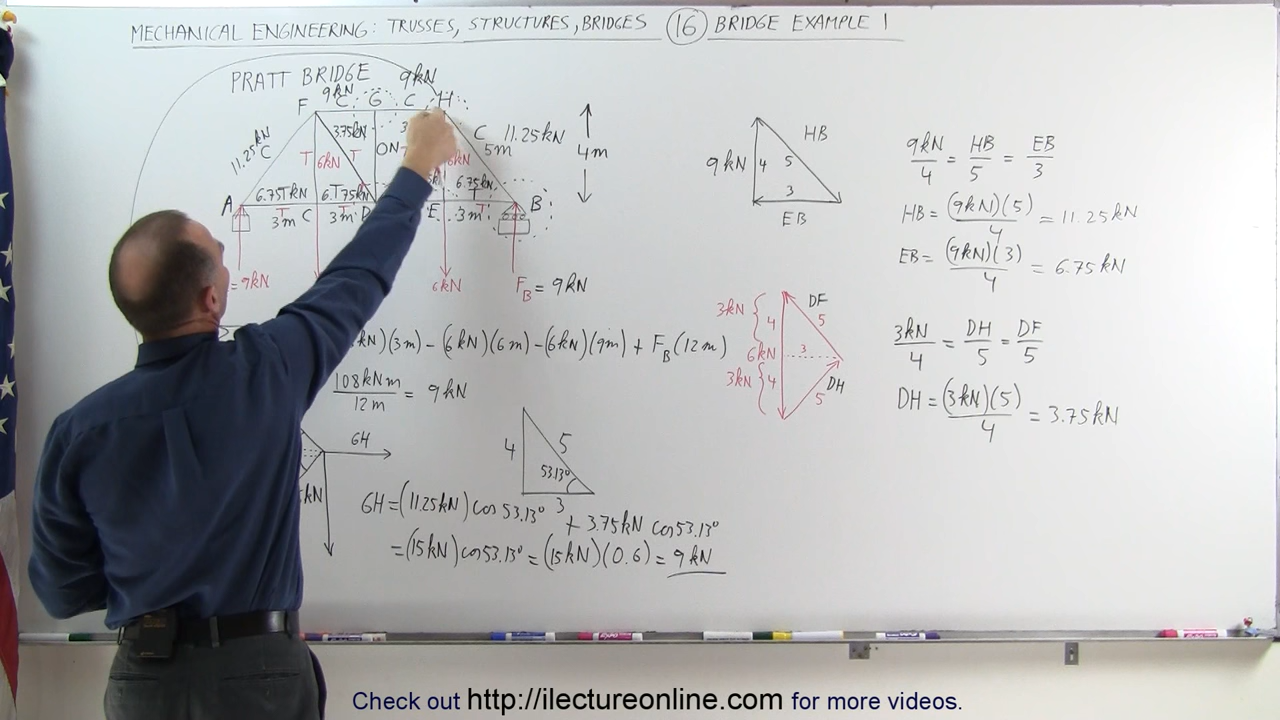 MECHANICAL ENGINEERING: TRUSSES, STRUCTURES, BRIDGES (16) BRIDGE EXAMPLE 1
PRATT BRIDGE
9kN 9kN
F C G C H
11.25kN C 3.75kN T C 11.25kN
T 6kN T 6kN 5m 4m
6.75kN 6.75kN 6.75kN
A T C T D E T B
3m 3m 3m
= 9kN 6kN F_B = 9kN
kN)(3m) - (6kN)(6m) - (6kN)(9m) + F_B (12m)
108kNm / 12m = 9kN
6H
kN
4 5 53.13° 3
GH = (11.25kN) cos 53.13° + 3.75kN cos 53.13°
= (15kN) cos 53.13° = (15kN)(0.6) = 9kN
HB
9kN 4 5
3
EB
3kN 4 5 DF
6kN 3
3kN 4 5 DH
9kN/4 = HB/5 = EB/3
HB = (9kN)(5)/4 = 11.25kN
EB = (9kN)(3)/4 = 6.75kN
3kN/4 = DH/5 = DF/5
DH = (3kN)(5)/4 = 3.75kN
Check out http://ilectureonline.com for more videos.